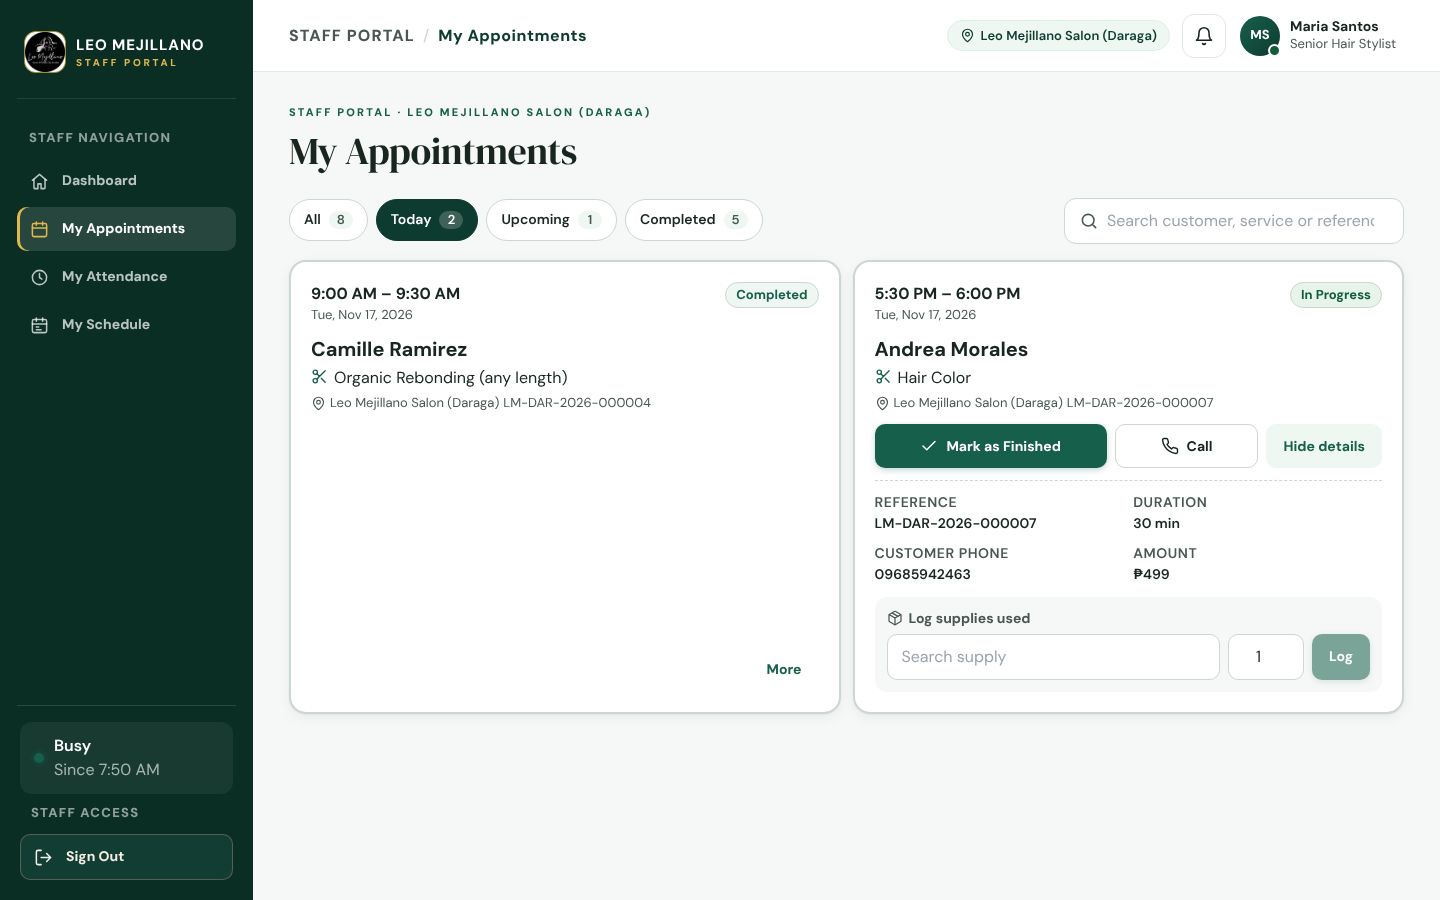 LEO MEJILLANO
STAFF PORTAL
STAFF NAVIGATION
Dashboard
My Appointments
My Attendance
My Schedule
Busy
Since 7:50 AM
STAFF ACCESS
Sign Out
STAFF PORTAL / My Appointments
Leo Mejillano Salon (Daraga)
MS
Maria Santos
Senior Hair Stylist
STAFF PORTAL · LEO MEJILLANO SALON (DARAGA)
My Appointments
All 8
Today 2
Upcoming 1
Completed 5
Search customer, service or referenc
9:00 AM – 9:30 AM
Completed
Tue, Nov 17, 2026
Camille Ramirez
Organic Rebonding (any length)
Leo Mejillano Salon (Daraga) LM-DAR-2026-000004
More
5:30 PM – 6:00 PM
In Progress
Tue, Nov 17, 2026
Andrea Morales
Hair Color
Leo Mejillano Salon (Daraga) LM-DAR-2026-000007
Mark as Finished
Call
Hide details
REFERENCE
LM-DAR-2026-000007
DURATION
30 min
CUSTOMER PHONE
09685942463
AMOUNT
₱499
Log supplies used
Search supply
1
Log